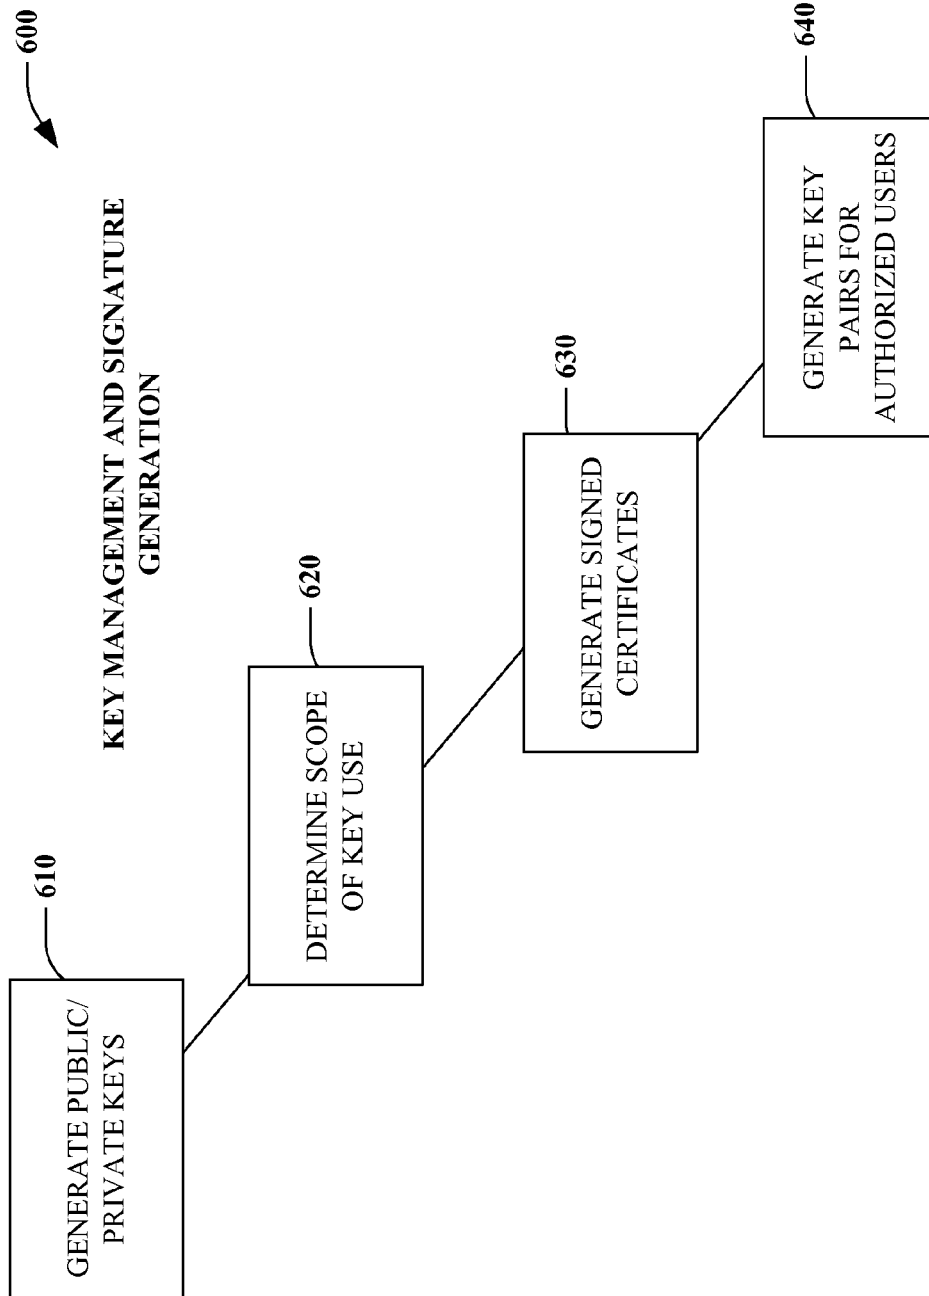 600
KEY MANAGEMENT AND SIGNATURE
GENERATION
610
GENERATE PUBLIC/
PRIVATE KEYS
620
DETERMINE SCOPE
OF KEY USE
630
GENERATE SIGNED
CERTIFICATES
640
GENERATE KEY
PAIRS FOR
AUTHORIZED USERS